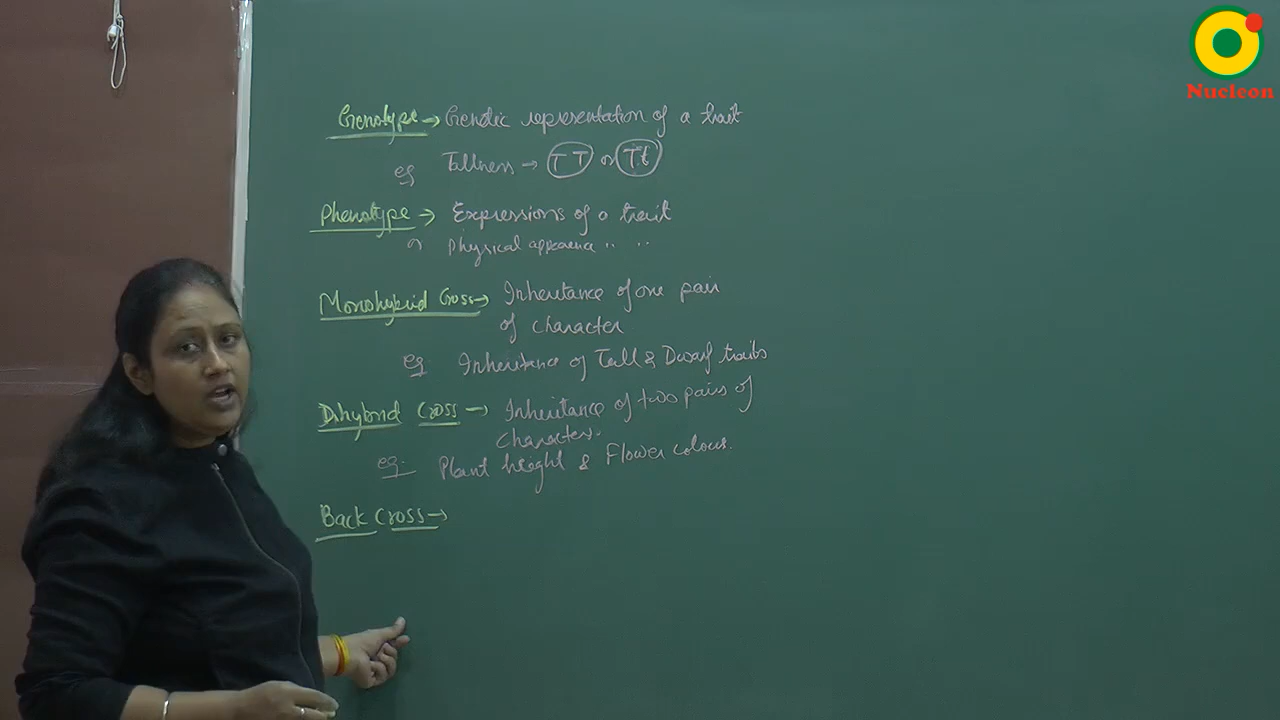 Nucleon
Genotype → Genetic representation of a trait
eg Tallness → TT or Tt
Phenotype → Expressions of a trait
or Physical appearence " "
Monohybrid Cross → Inheritance of one pair
of character
eg: Inheritance of Tall & Dwarf traits
Dihybrid Cross → Inheritance of two pairs of
characters.
eg:- Plant height & Flower colour.
Back Cross →